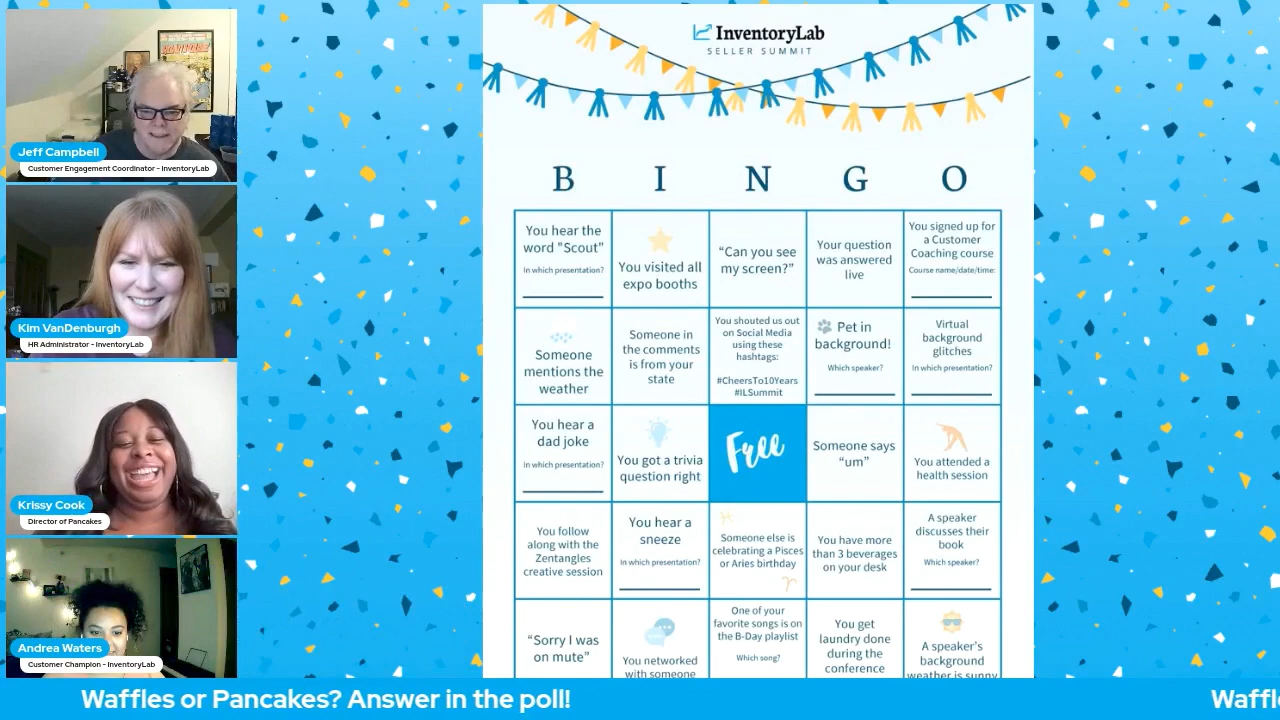 Jeff Campbell
Customer Engagement Coordinator - InventoryLab
Kim VanDenburgh
HR Administrator - InventoryLab
Krissy Cook
Director of Pancakes
Andrea Waters
Customer Champion - InventoryLab
InventoryLab
SELLER SUMMIT
B I N G O
You hear the
word "Scout"
In which presentation?
You visited all
expo booths
“Can you see
my screen?”
Your question
was answered
live
You signed up for
a Customer
Coaching course
Course name/date/time:
Someone
mentions the
weather
Someone in
the comments
is from your
state
You shouted us out
on Social Media
using these
hashtags:
#CheersTo10Years
#ILSummit
Pet in
background!
Which speaker?
Virtual
background
glitches
In which presentation?
You hear a
dad joke
In which presentation?
You got a trivia
question right
Free
Someone says
“um”
You attended a
health session
You follow
along with the
Zentangles
creative session
You hear a
sneeze
In which presentation?
Someone else is
celebrating a Pisces
or Aries birthday
You have more
than 3 beverages
on your desk
A speaker
discusses their
book
Which speaker?
“Sorry I was
on mute”
You networked
with someone
One of your
favorite songs is on
the B-Day playlist
Which song?
You get
laundry done
during the
conference
A speaker's
background
weather is sunny
Waffles or Pancakes? Answer in the poll!